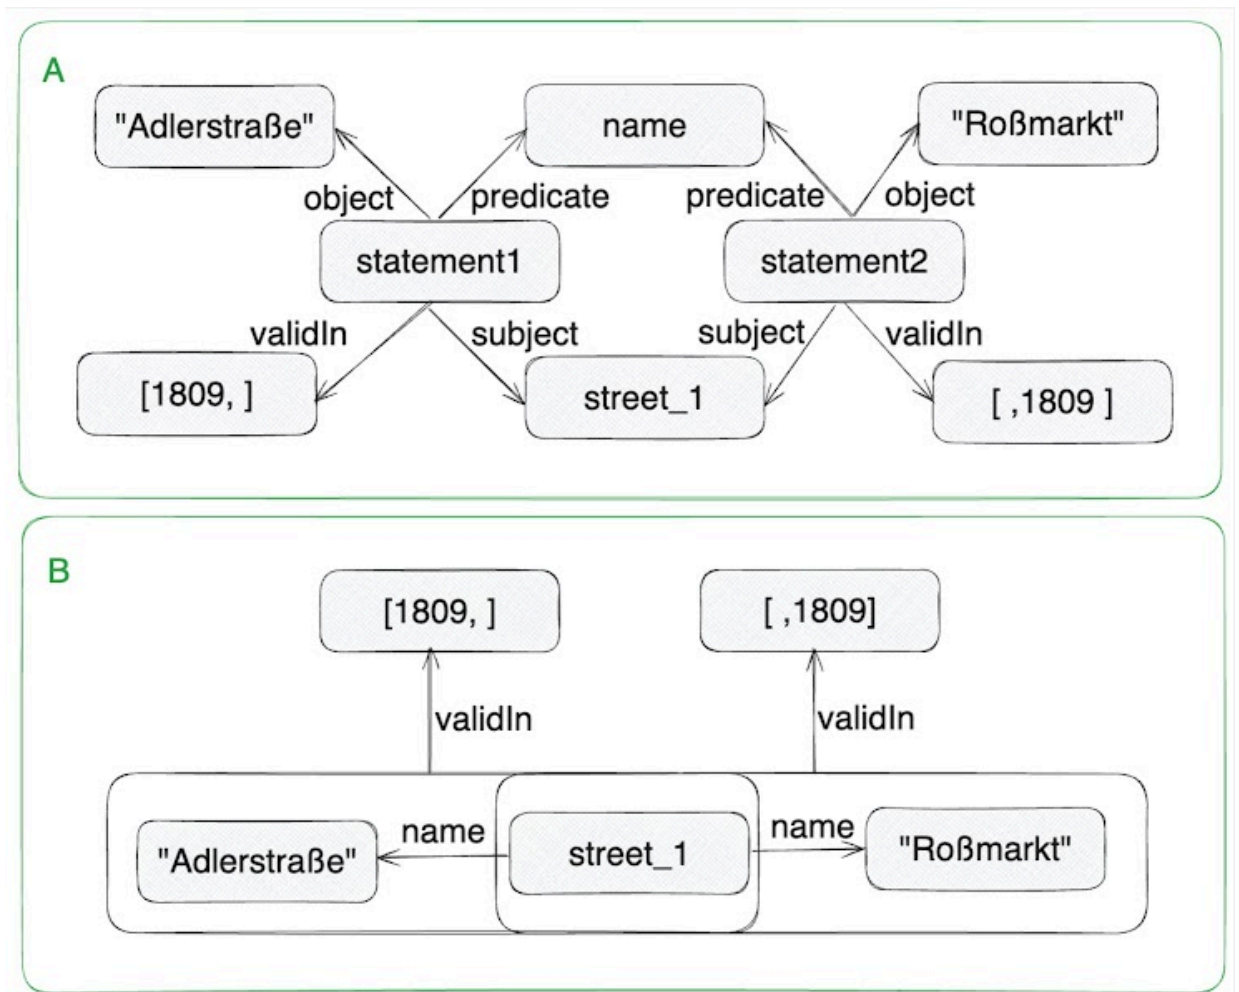 A
"Adlerstraße"
name
"Roßmarkt"
object
predicate
predicate
object
statement1
statement2
validIn
subject
subject
validIn
[1809, ]
street_1
[ ,1809 ]
B
[1809, ]
[ ,1809]
validIn
validIn
"Adlerstraße"
name
street_1
name
"Roßmarkt"